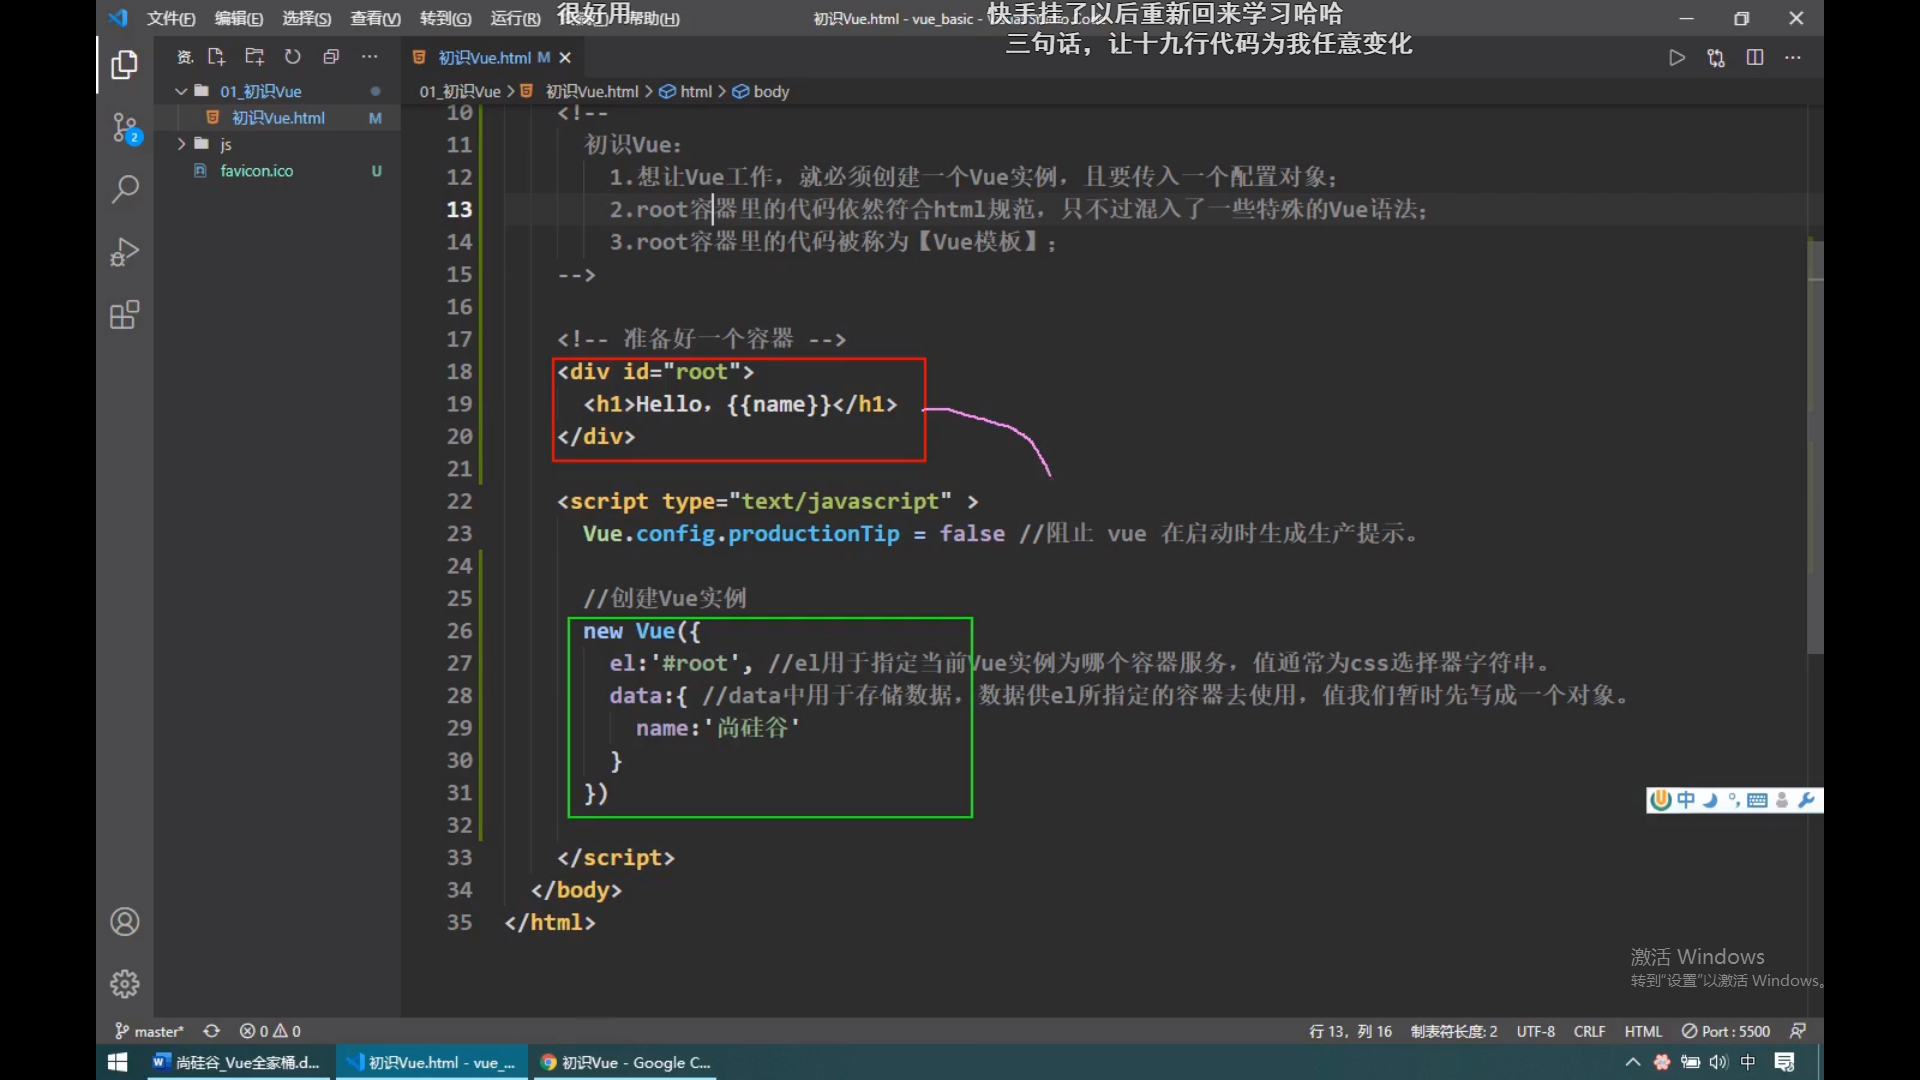 文件(F) 编辑(E) 选择(S) 查看(V) 转到(G) 运行(R) 帮助(H)
很好用
初识Vue.html - vue_basic -
快手挂了以后重新回来学习哈哈
三句话，让十九行代码为我任意变化
资.
初识Vue.html M
01_初识Vue
初识Vue.html M
js
favicon.ico U
01_初识Vue > 初识Vue.html > html > body
10 <!--
11 初识Vue：
12 1.想让Vue工作，就必须创建一个Vue实例，且要传入一个配置对象；
13 2.root容器里的代码依然符合html规范，只不过混入了一些特殊的Vue语法；
14 3.root容器里的代码被称为【Vue模板】；
15 -->
16
17 <!-- 准备好一个容器 -->
18 <div id="root">
19 <h1>Hello，{{name}}</h1>
20 </div>
21
22 <script type="text/javascript" >
23 Vue.config.productionTip = false //阻止 vue 在启动时生成生产提示。
24
25 //创建Vue实例
26 new Vue({
27 el:'#root', //el用于指定当前Vue实例为哪个容器服务，值通常为css选择器字符串。
28 data:{ //data中用于存储数据，数据供el所指定的容器去使用，值我们暂时先写成一个对象。
29 name:'尚硅谷'
30 }
31 })
32
33 </script>
34 </body>
35 </html>
2
中
激活 Windows
转到"设置"以激活 Windows。
master* 0 0
行 13，列 16 制表符长度: 2 UTF-8 CRLF HTML Port : 5500
尚硅谷_Vue全家桶.d... 初识Vue.html - vue_... 初识Vue - Google C...
中